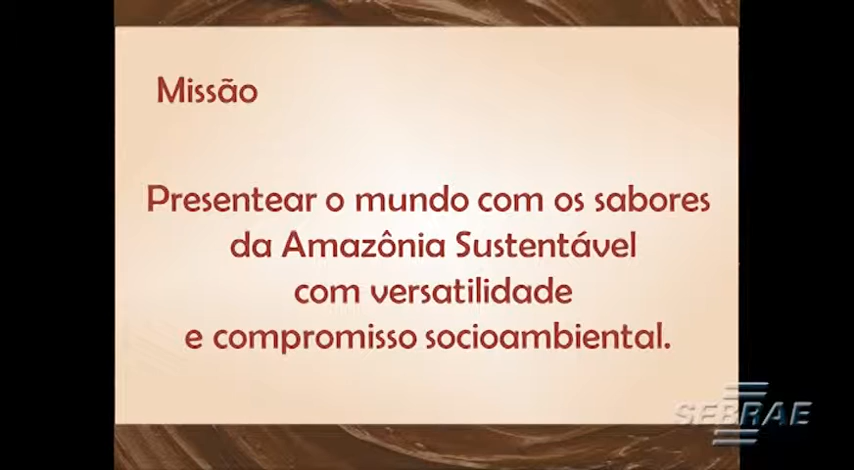 Missão
Presentear o mundo com os sabores
da Amazônia Sustentável
com versatilidade
e compromisso socioambiental.
SEBRAE